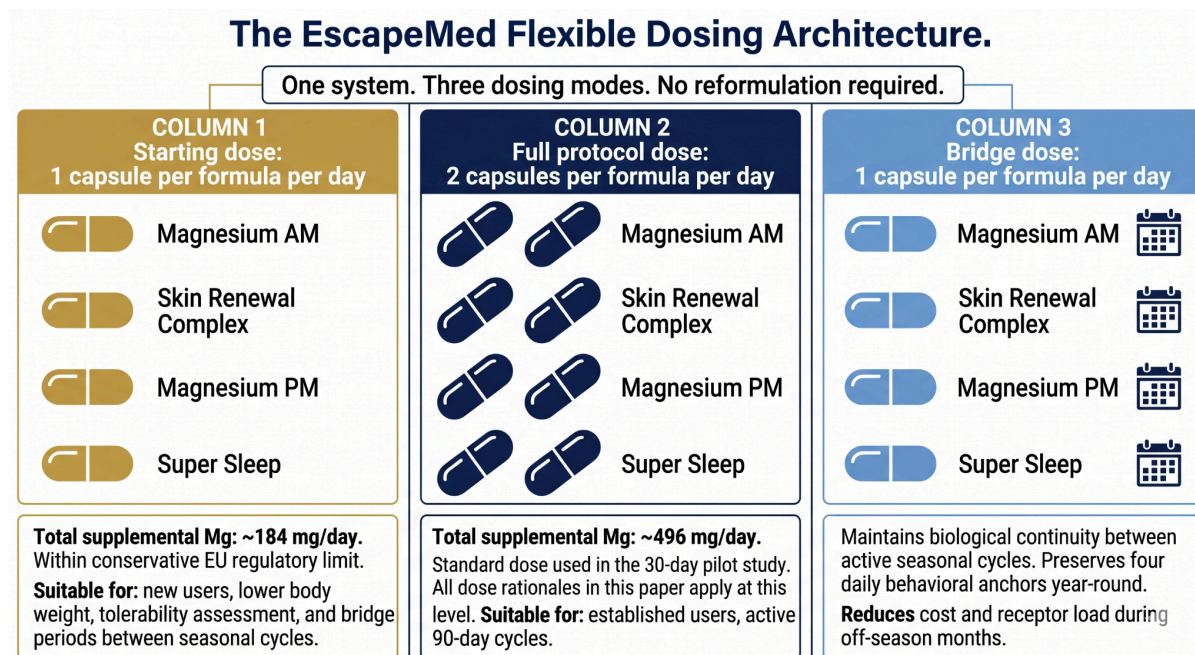 The EscapeMed Flexible Dosing Architecture.
One system. Three dosing modes. No reformulation required.
COLUMN 1
Starting dose:
1 capsule per formula per day
Magnesium AM
Skin Renewal
Complex
Magnesium PM
Super Sleep
Total supplemental Mg: ~184 mg/day.
Within conservative EU regulatory limit.
Suitable for: new users, lower body
weight, tolerability assessment, and bridge
periods between seasonal cycles.
COLUMN 2
Full protocol dose:
2 capsules per formula per day
Magnesium AM
Skin Renewal
Complex
Magnesium PM
Super Sleep
Total supplemental Mg: ~496 mg/day.
Standard dose used in the 30-day pilot study.
All dose rationales in this paper apply at this
level. Suitable for: established users, active
90-day cycles.
COLUMN 3
Bridge dose:
1 capsule per formula per day
Magnesium AM
Skin Renewal
Complex
Magnesium PM
Super Sleep
Maintains biological continuity between
active seasonal cycles. Preserves four
daily behavioral anchors year-round.
Reduces cost and receptor load during
off-season months.